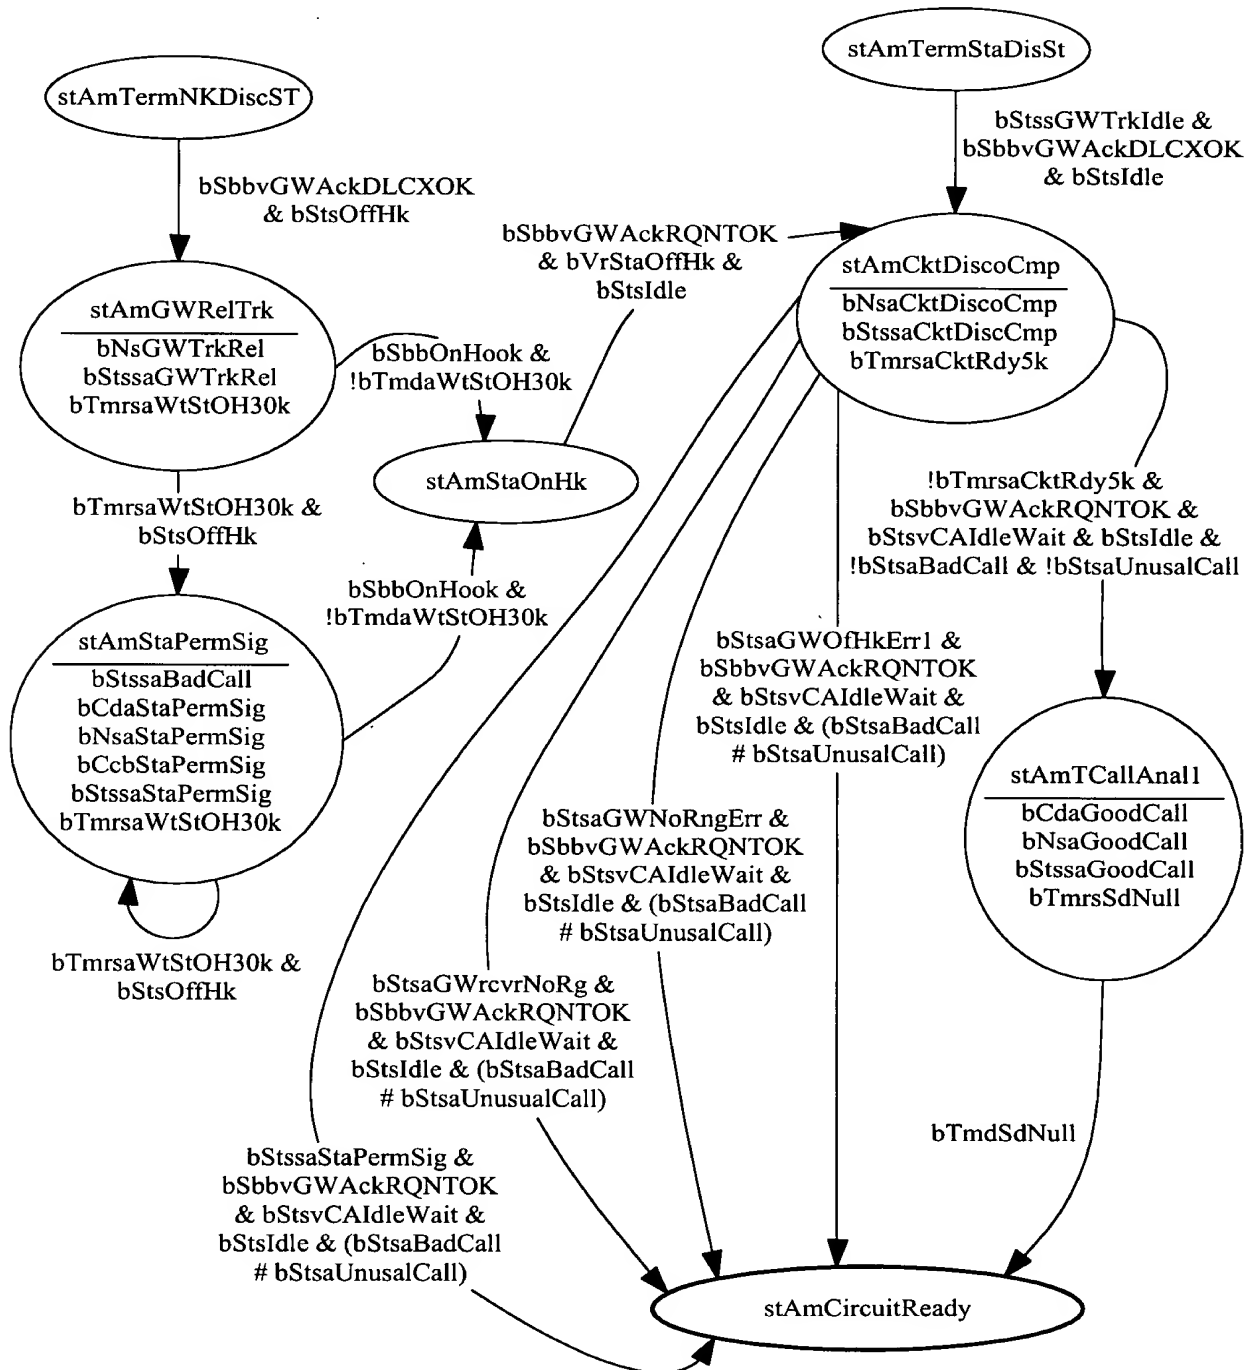 stAmTermStaDisSt
stAmTermNKDiscST
bStssGWTrkIdle &
bSbbvGWAckDLCXOK
& bStsIdle
bSbbvGWAckDLCXOK
& bStsOffHk
bSbbvGWAckRQNTOK
& bVrStaOffHk &
bStsIdle
stAmCktDiscoCmp
bNsaCktDiscoCmp
bStssaCktDiscCmp
bTmrsaCktRdy5k
stAmGWRelTrk
bNsGWTrkRel
bStssaGWTrkRel
bTmrsaWtStOH30k
bSbbOnHook &
!bTmdaWtStOH30k
stAmStaOnHk
!bTmrsaCktRdy5k &
bSbbvGWAckRQNTOK &
bStsvCAIdleWait & bStsIdle &
!bStsaBadCall & !bStsaUnusalCall
bTmrsaWtStOH30k &
bStsOffHk
bSbbOnHook &
!bTmdaWtStOH30k
stAmStaPermSig
bStssaBadCall
bCdaStaPermSig
bNsaStaPermSig
bCcbStaPermSig
bStssaStaPermSig
bTmrsaWtStOH30k
bStsaGWOfHkErr1 &
bSbbvGWAckRQNTOK
& bStsvCAIdleWait &
bStsIdle & (bStsaBadCall
# bStsaUnusalCall)
stAmTCallAnal1
bCdaGoodCall
bNsaGoodCall
bStssaGoodCall
bTmrsSdNull
bStsaGWNoRngErr &
bSbbvGWAckRQNTOK
& bStsvCAIdleWait &
bStsIdle & (bStsaBadCall
# bStsaUnusalCall)
bTmrsaWtStOH30k &
bStsOffHk
bStsaGWrcvrNoRg &
bSbbvGWAckRQNTOK
& bStsvCAIdleWait &
bStsIdle & (bStsaBadCall
# bStsaUnusualCall)
bTmdSdNull
bStssaStaPermSig &
bSbbvGWAckRQNTOK
& bStsvCAIdleWait &
bStsIdle & (bStsaBadCall
# bStsaUnusalCall)
stAmCircuitReady